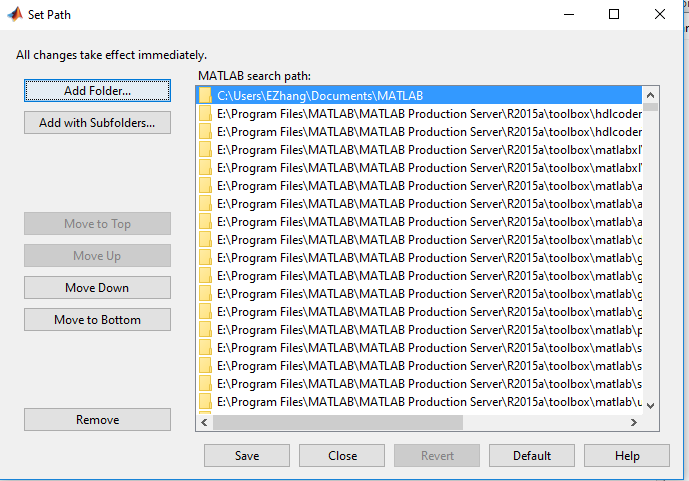 Set Path
All changes take effect immediately.
Add Folder...
Add with Subfolders...
Move to Top
Move Up
Move Down
Move to Bottom
Remove
MATLAB search path:
C:\Users\EZhang\Documents\MATLAB
E:\Program Files\MATLAB\MATLAB Production Server\R2015a\toolbox\hdlcoder
E:\Program Files\MATLAB\MATLAB Production Server\R2015a\toolbox\hdlcoder
E:\Program Files\MATLAB\MATLAB Production Server\R2015a\toolbox\matlabxl
E:\Program Files\MATLAB\MATLAB Production Server\R2015a\toolbox\matlabxl
E:\Program Files\MATLAB\MATLAB Production Server\R2015a\toolbox\matlab\a
E:\Program Files\MATLAB\MATLAB Production Server\R2015a\toolbox\matlab\a
E:\Program Files\MATLAB\MATLAB Production Server\R2015a\toolbox\matlab\a
E:\Program Files\MATLAB\MATLAB Production Server\R2015a\toolbox\matlab\d
E:\Program Files\MATLAB\MATLAB Production Server\R2015a\toolbox\matlab\g
E:\Program Files\MATLAB\MATLAB Production Server\R2015a\toolbox\matlab\g
E:\Program Files\MATLAB\MATLAB Production Server\R2015a\toolbox\matlab\g
E:\Program Files\MATLAB\MATLAB Production Server\R2015a\toolbox\matlab\g
E:\Program Files\MATLAB\MATLAB Production Server\R2015a\toolbox\matlab\p
E:\Program Files\MATLAB\MATLAB Production Server\R2015a\toolbox\matlab\s
E:\Program Files\MATLAB\MATLAB Production Server\R2015a\toolbox\matlab\s
E:\Program Files\MATLAB\MATLAB Production Server\R2015a\toolbox\matlab\s
E:\Program Files\MATLAB\MATLAB Production Server\R2015a\toolbox\matlab\u
Save
Close
Revert
Default
Help